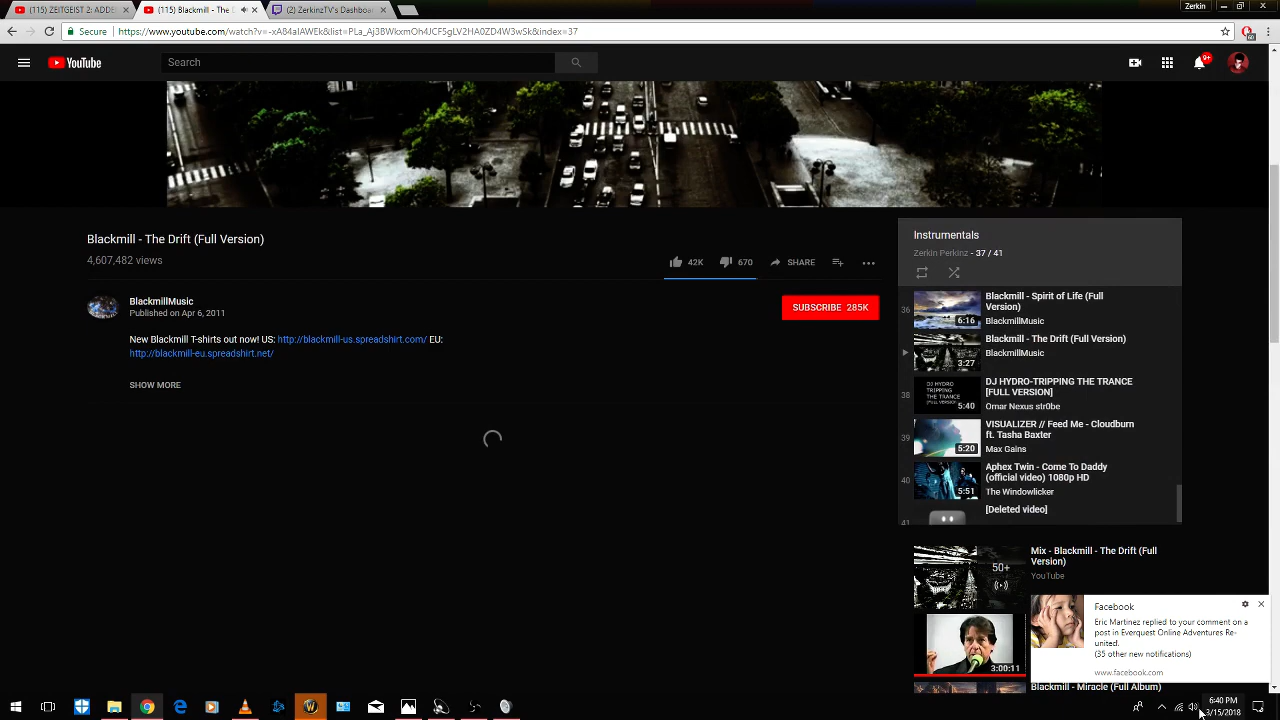 (115) ZEITGEIST 2: ADDE
(115) Blackmill - The D
(2) ZerkinzTV's Dashboa
Zerkin
Secure
https://www.youtube.com/watch?v=-xA84aIAWEk&list=PLa_Aj3BWkxmOh4JCF5gLV2HA0ZD4W3wSk&index=37
60
YouTube
Search
9+
Blackmill - The Drift (Full Version)
4,607,482 views
42K
670
SHARE
BlackmillMusic
Published on Apr 6, 2011
SUBSCRIBE 285K
New Blackmill T-shirts out now! US: http://blackmill-us.spreadshirt.com/ EU:
http://blackmill-eu.spreadshirt.net/
SHOW MORE
Instrumentals
Zerkin Perkinz - 37 / 41
36
6:16
Blackmill - Spirit of Life (Full
Version)
BlackmillMusic
3:27
Blackmill - The Drift (Full Version)
BlackmillMusic
38
DJ HYDRO
TRIPPING
THE TRANCE
[FULL VERSION]
5:40
DJ HYDRO-TRIPPING THE TRANCE
[FULL VERSION]
Omar Nexus str0be
39
5:20
VISUALIZER // Feed Me - Cloudburn
ft. Tasha Baxter
Max Gains
40
5:51
Aphex Twin - Come To Daddy
(official video) 1080p HD
The Windowlicker
41
[Deleted video]
50+
Mix - Blackmill - The Drift (Full
Version)
YouTube
3:00:11
Facebook
Eric Martinez replied to your comment on a
post in Everquest Online Adventures Re-
united.
(35 other new notifications)
www.facebook.com
Blackmill - Miracle (Full Album)
6:40 PM
3/15/2018